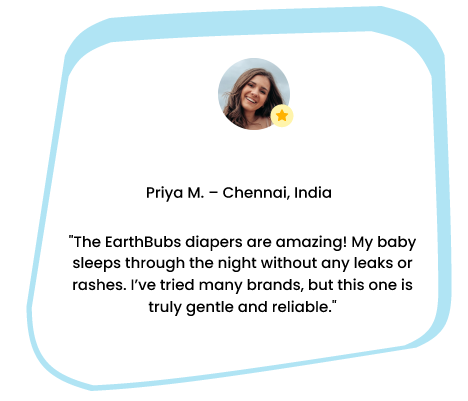 Priya M. – Chennai, India
"The EarthBubs diapers are amazing! My baby
sleeps through the night without any leaks or
rashes. I’ve tried many brands, but this one is
truly gentle and reliable."